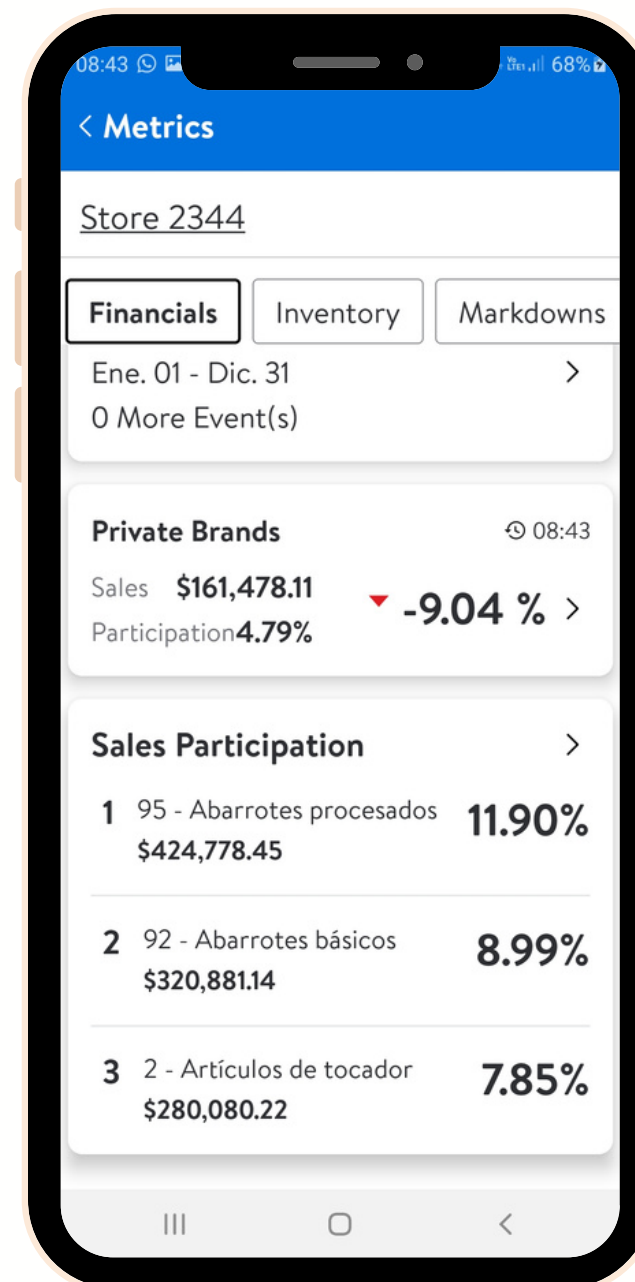 08:43 68%
< Metrics
Store 2344
Financials Inventory Markdowns
Ene. 01 - Dic. 31 >
0 More Event(s)
Private Brands 08:43
Sales $161,478.11
-9.04 % >
Participation 4.79%
Sales Participation >
1 95 - Abarrotes procesados 11.90%
$424,778.45
2 92 - Abarrotes básicos 8.99%
$320,881.14
3 2 - Artículos de tocador 7.85%
$280,080.22